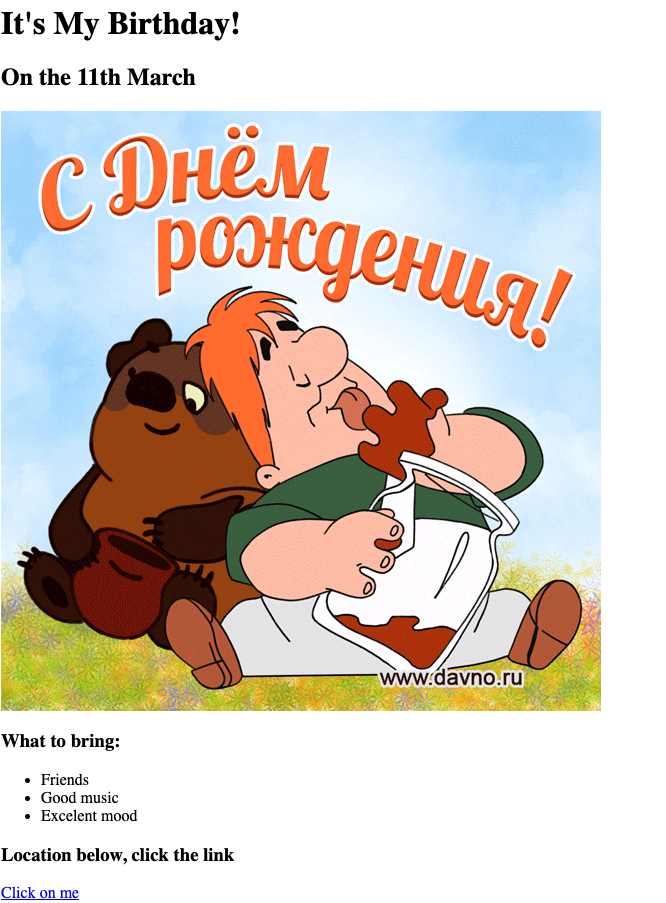 It's My Birthday!
On the 11th March
С Днём
рождения!
www.davno.ru
What to bring:
Friends
Good music
Excelent mood
Location below, click the link
Click on me